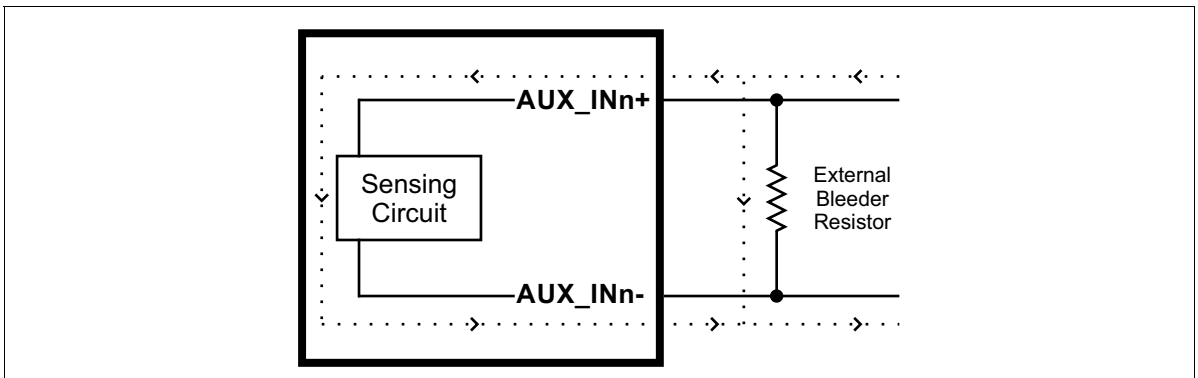 AUX_INn+
Sensing
Circuit
External
Bleeder
Resistor
AUX_INn-